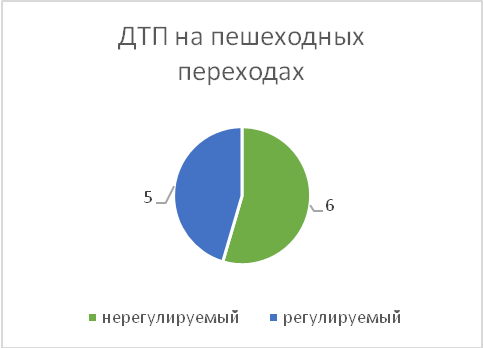 ДТП на пешеходных
переходах
5
6
нерегулируемый
регулируемый